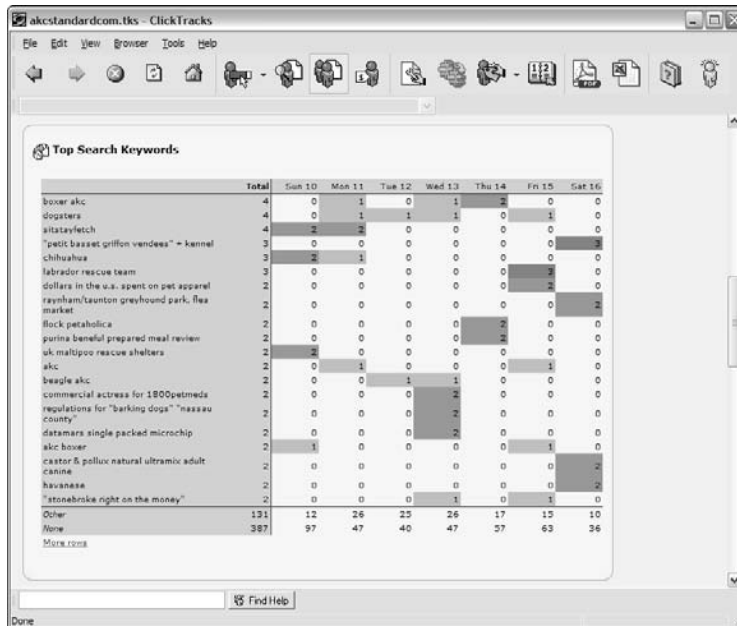 akcstandardcom.tks - ClickTracks
File Edit View Browser Tools Help
Top Search Keywords
Total Sun 10 Mon 11 Tue 12 Wed 13 Thu 14 Fri 15 Sat 16
boxer akc 4 0 1 0 1 2 0 0
dogsters 4 0 1 1 1 0 1 0
sitstayfetch 4 2 2 0 0 0 0 0
"petit basset griffon vendees" + kennel 3 0 0 0 0 0 0 3
chihuahua 3 2 1 0 0 0 0 0
labrador rescue team 3 0 0 0 0 0 3 0
dollars in the u.s. spent on pet apparel 2 0 0 0 0 0 2 0
raynham/taunton greyhound park, flea
market 2 0 0 0 0 0 0 2
flock petaholica 2 0 0 0 0 2 0 0
purina beneful prepared meal review 2 0 0 0 0 2 0 0
uk maltipoo rescue shelters 2 2 0 0 0 0 0 0
akc 2 0 1 0 0 0 1 0
beagle akc 2 0 0 1 1 0 0 0
commercial actress for 1800petmeds 2 0 0 0 2 0 0 0
regulations for "barking dogs" "nassau
county" 2 0 0 0 2 0 0 0
datamars single packed microchip 2 0 0 0 2 0 0 0
akc boxer 2 1 0 0 0 0 1 0
castor & pollux natural ultramix adult
canine 2 0 0 0 0 0 0 2
havanese 2 0 0 0 0 0 0 2
"stonebroke right on the money" 2 0 0 0 1 0 1 0
Other 131 12 26 25 26 17 15 10
None 387 97 47 40 47 57 63 36
More rows
Find Help
Done